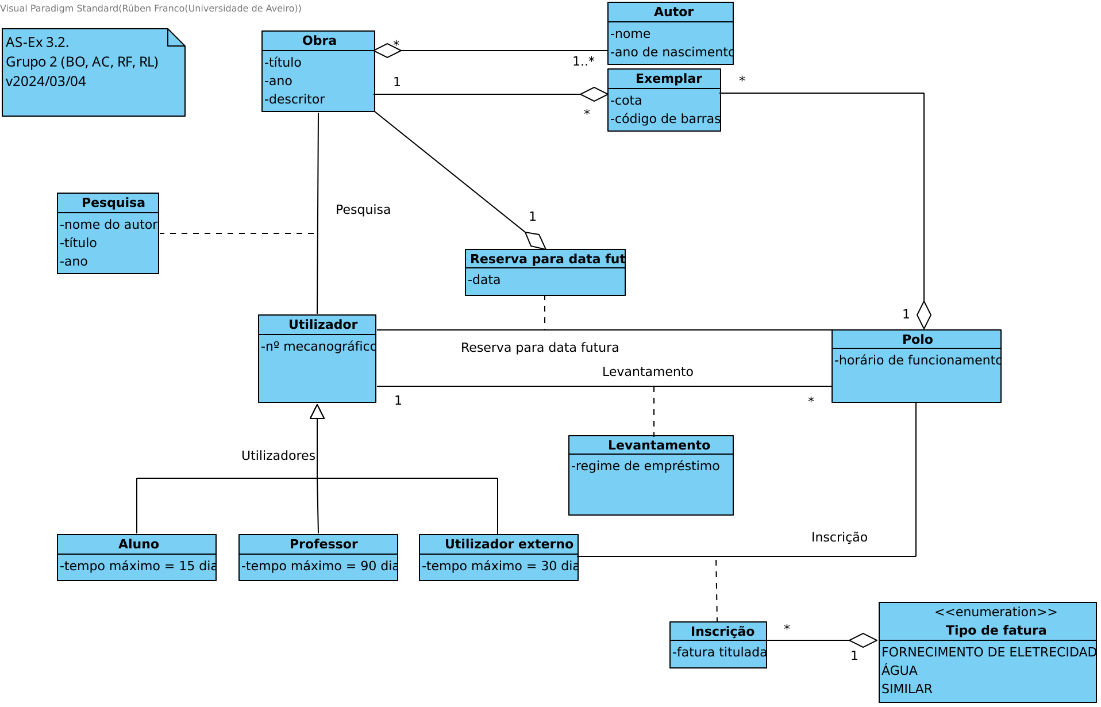 Visual Paradigm Standard(Rúben Franco(Universidade de Aveiro))
AS-Ex 3.2.
Grupo 2 (BO, AC, RF, RL)
v2024/03/04
Obra
-título
-ano
-descritor
*
1..*
Autor
-nome
-ano de nascimento
1
*
Exemplar
-cota
-código de barras
*
Pesquisa
-nome do autor
-título
-ano
Pesquisa
1
Reserva para data fut
-data
1
Utilizador
-nº mecanográfico
Reserva para data futura
Levantamento
1
*
Polo
-horário de funcionamento
Levantamento
-regime de empréstimo
Utilizadores
Aluno
-tempo máximo = 15 dia
Professor
-tempo máximo = 90 dia
Utilizador externo
-tempo máximo = 30 dia
Inscrição
Inscrição
-fatura titulada
*
1
<<enumeration>>
Tipo de fatura
FORNECIMENTO DE ELETRECIDAD
ÁGUA
SIMILAR